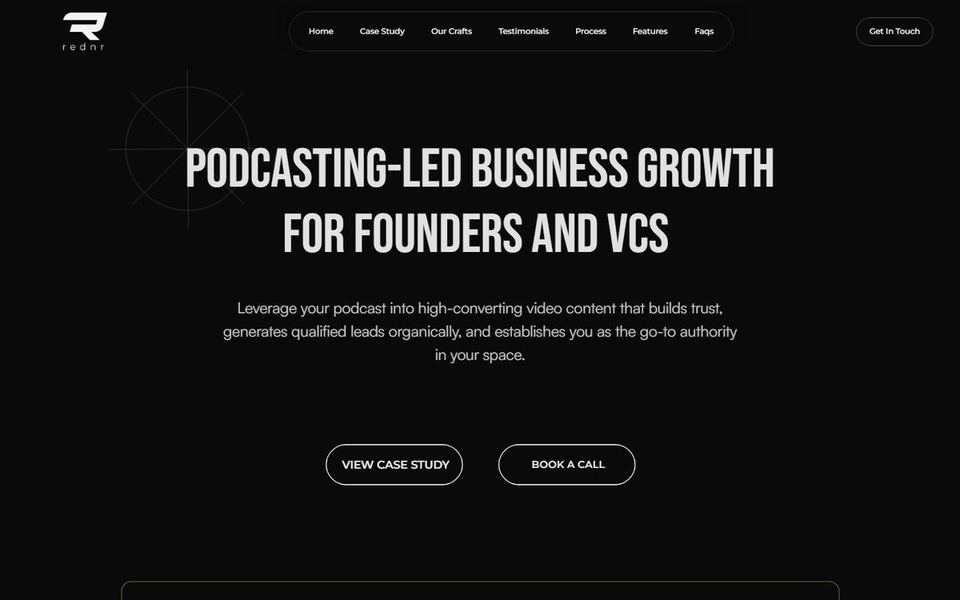 rednr
Home
Case Study
Our Crafts
Testimonials
Process
Features
Faqs
Get In Touch
PODCASTING-LED BUSINESS GROWTH
FOR FOUNDERS AND VCS
Leverage your podcast into high-converting video content that builds trust,
generates qualified leads organically, and establishes you as the go-to authority
in your space.
VIEW CASE STUDY
BOOK A CALL